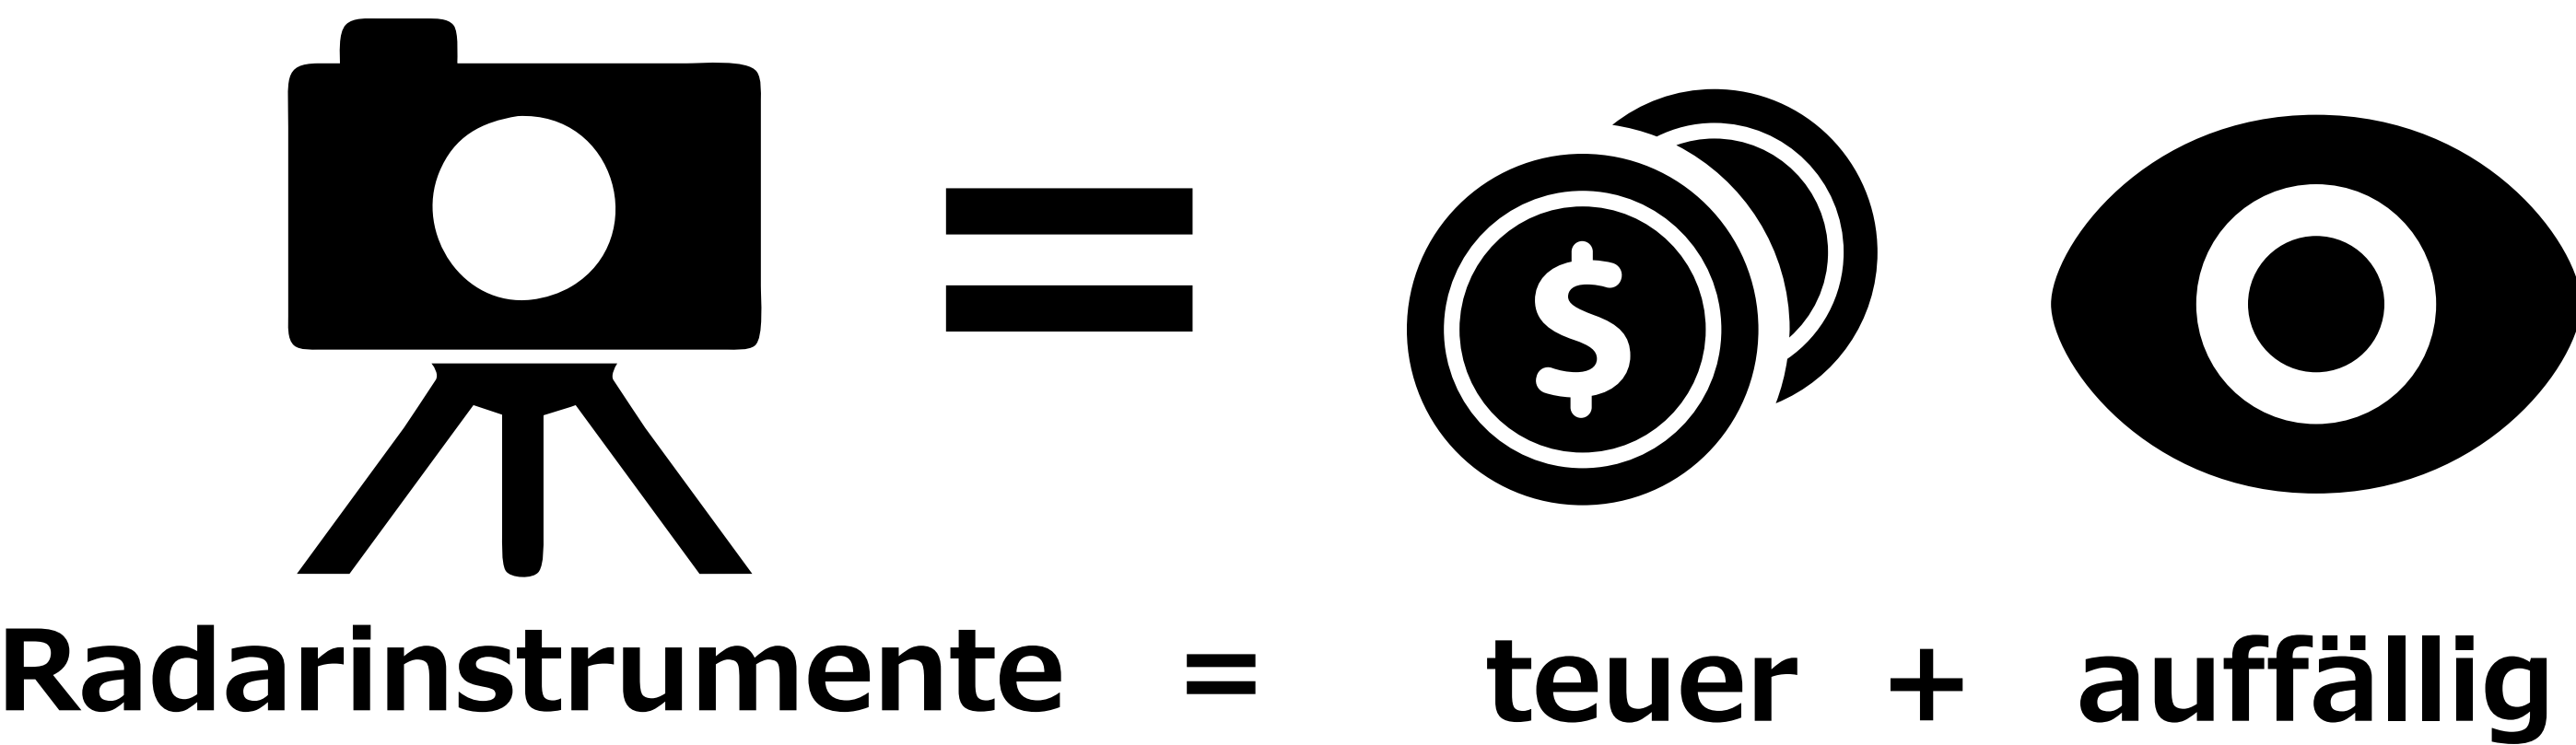 =
$
Radarinstrumente = teuer + auffällig